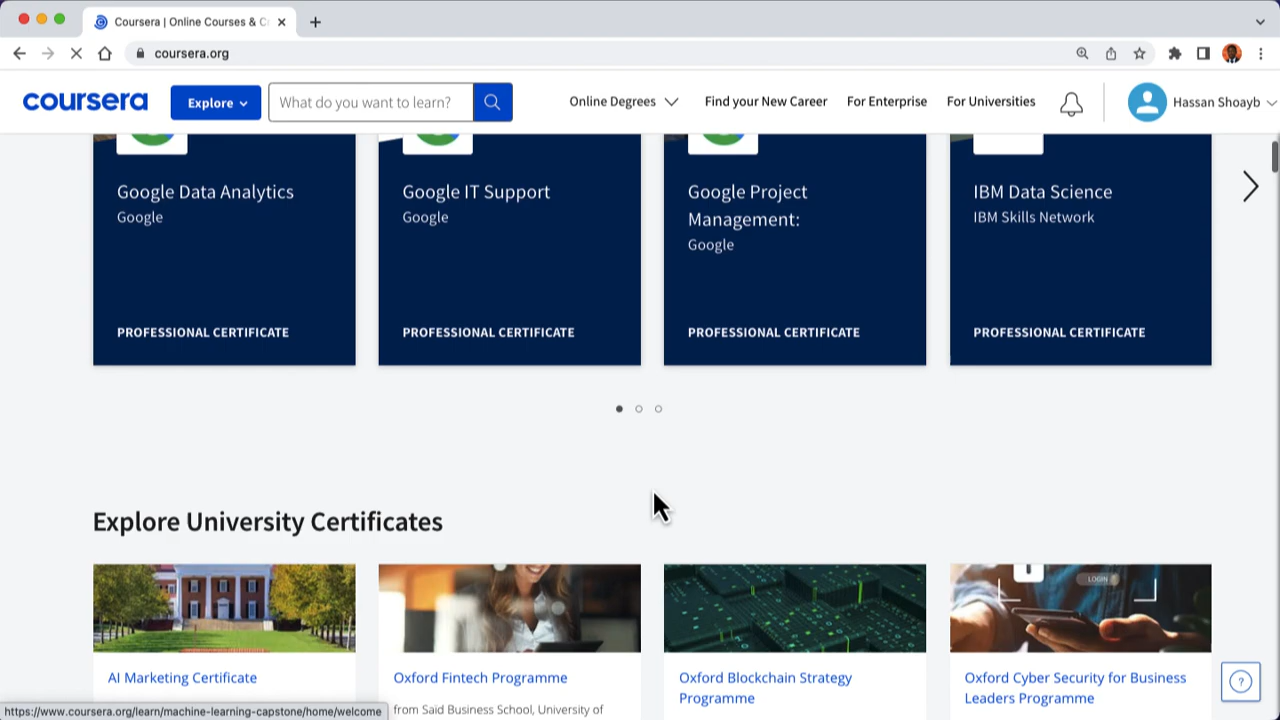 Coursera | Online Courses & C
coursera.org
coursera
Explore
What do you want to learn?
Online Degrees
Find your New Career
For Enterprise
For Universities
Hassan Shoayb
Google Data Analytics
Google
PROFESSIONAL CERTIFICATE
Google IT Support
Google
PROFESSIONAL CERTIFICATE
Google Project
Management:
Google
PROFESSIONAL CERTIFICATE
IBM Data Science
IBM Skills Network
PROFESSIONAL CERTIFICATE
Explore University Certificates
LOGIN
AI Marketing Certificate
Oxford Fintech Programme
from Said Business School, University of
Oxford Blockchain Strategy
Programme
Oxford Cyber Security for Business
Leaders Programme
https://www.coursera.org/learn/machine-learning-capstone/home/welcome